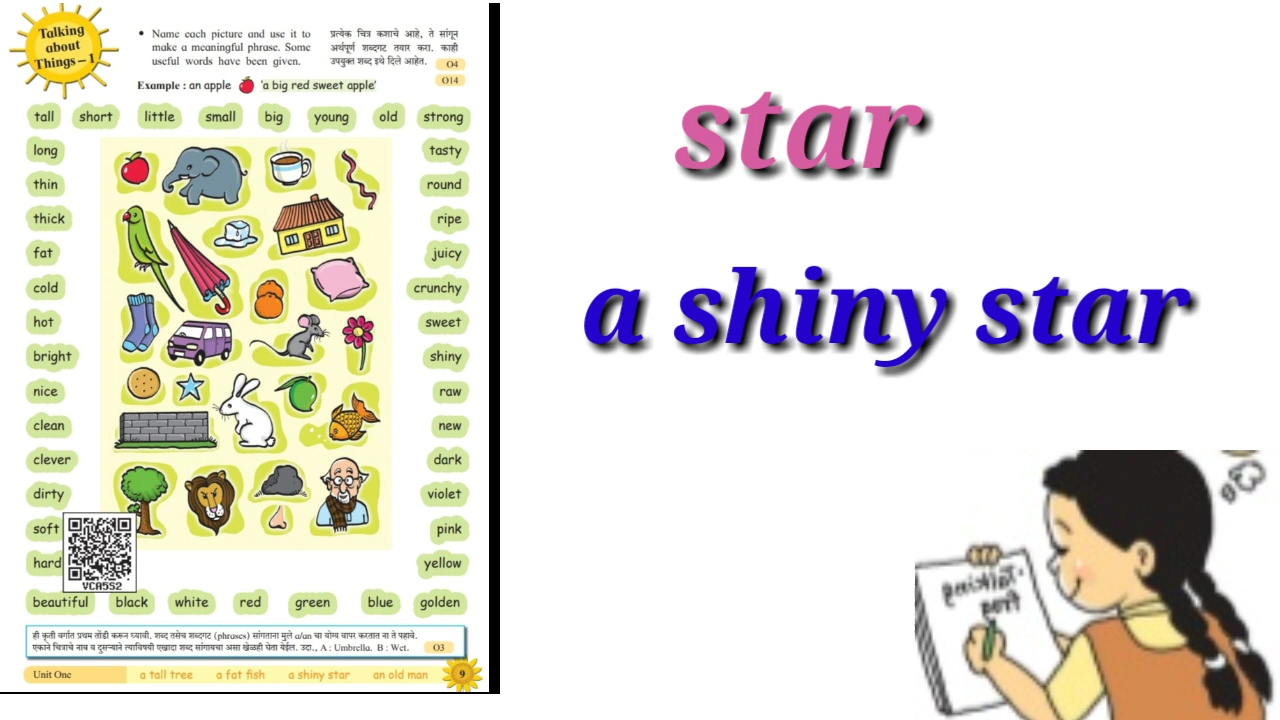 Talking
about
Things – I
• Name each picture and use it to
make a meaningful phrase. Some
useful words have been given.
प्रत्येक चित्र कशाचे आहे, ते सांगून
अर्थपूर्ण शब्दगट तयार करा. काही
उपयुक्त शब्द इथे दिले आहेत.
O4
O14
Example : an apple 'a big red sweet apple'
tall short little small big young old strong
long tasty
thin round
thick ripe
fat juicy
cold crunchy
hot sweet
bright shiny
nice raw
clean new
clever dark
dirty violet
soft pink
hard yellow
VCA5S2
beautiful black white red green blue golden
ही कृती वर्गात प्रथम तोंडी करून घ्यावी. शब्द तसेच शब्दगट (phrases) सांगताना मुले a/an चा योग्य वापर करतात ना ते पहावे.
एकाने चित्राचे नाव व दुसऱ्याने त्याविषयी एखादा शब्द सांगायचा असा खेळही घेता येईल. उदा., A : Umbrella. B : Wet.
O3
Unit One a tall tree a fat fish a shiny star an old man 9
star
a shiny star